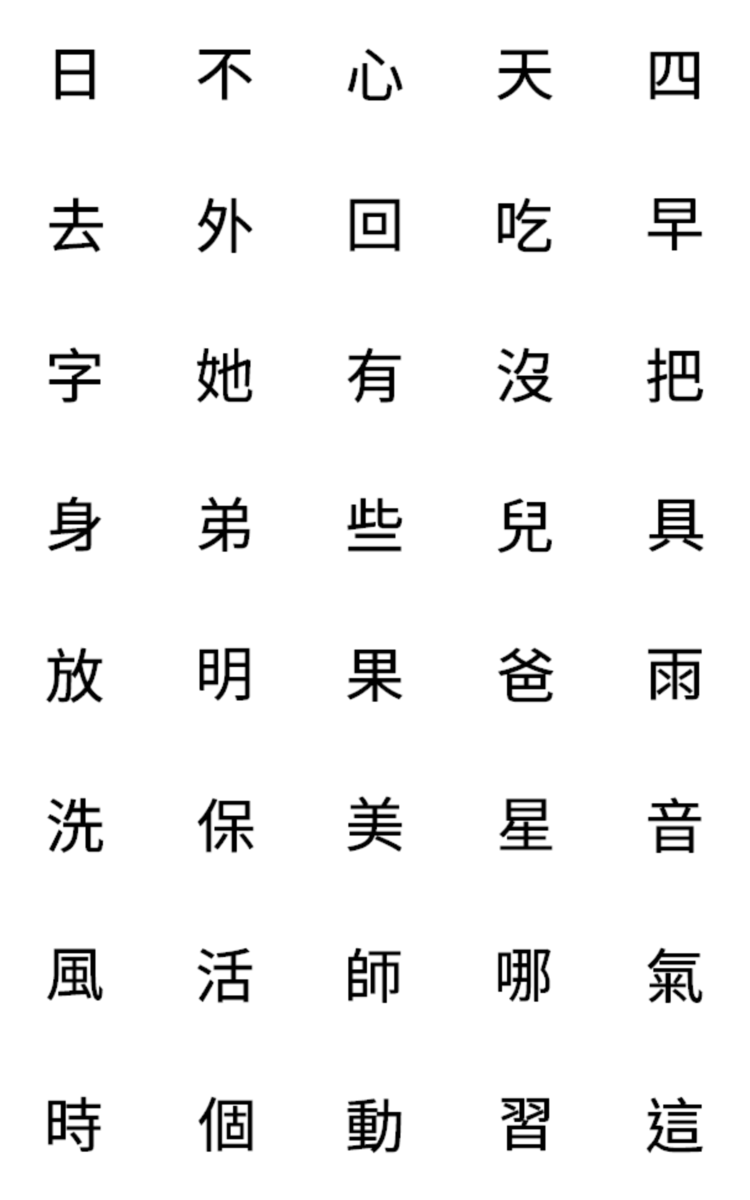 日 不 心 天 四
去 外 回 吃 早
字 她 有 沒 把
身 弟 些 兒 具
放 明 果 爸 雨
洗 保 美 星 音
風 活 師 哪 氣
時 個 動 習 這